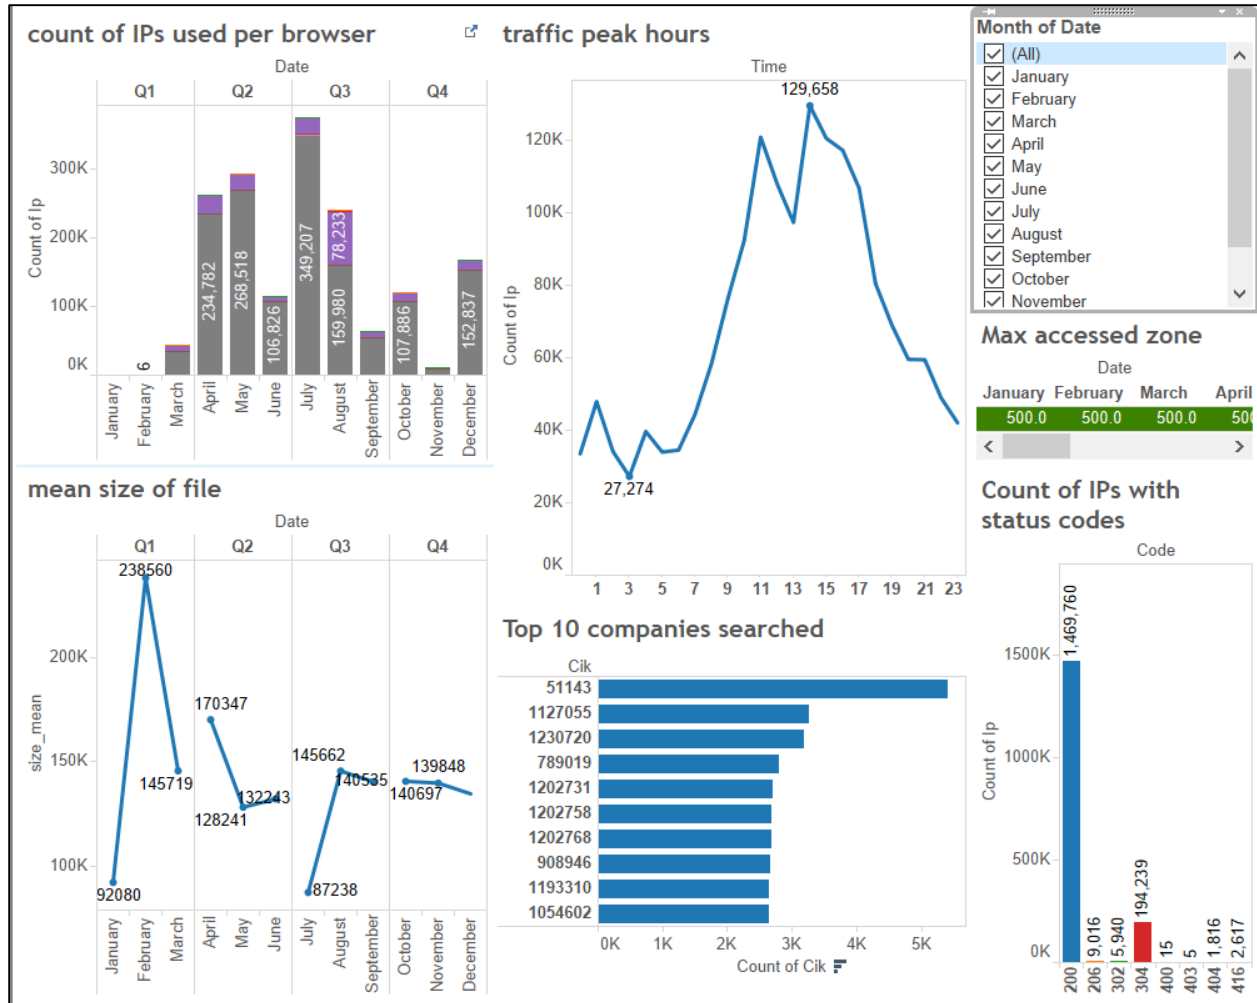 count of IPs used per browser
Date
Q1 Q2 Q3 Q4
300K
200K
100K
0K
Count of Ip
6
234,782
268,518
106,826
349,207
159,980
78,233
107,886
152,837
January
February
March
April
May
June
July
August
September
October
November
December
mean size of file
Date
Q1 Q2 Q3 Q4
200K
150K
100K
size_mean
92080
238560
145719
170347
128241
132243
87238
145662
140535
140697
139848
January
February
March
April
May
June
July
August
September
October
November
December
traffic peak hours
Time
129,658
120K
100K
80K
60K
40K
20K
0K
Count of Ip
27,274
1 3 5 7 9 11 13 14 15 17 19 21 23
Top 10 companies searched
Cik
51143
1127055
1230720
789019
1202731
1202758
1202768
908946
1193310
1054602
0K 1K 2K 3K 4K 5K
Count of Cik
Month of Date
(All)
January
February
March
April
May
June
July
August
September
October
November
Max accessed zone
Date
January February March April
500.0 500.0 500.0 500
Count of IPs with
status codes
Code
1500K
1000K
500K
0K
Count of Ip
1,469,760
9,016
5,940
194,239
15
5
1,816
2,617
200
206
302
304
400
403
404
416